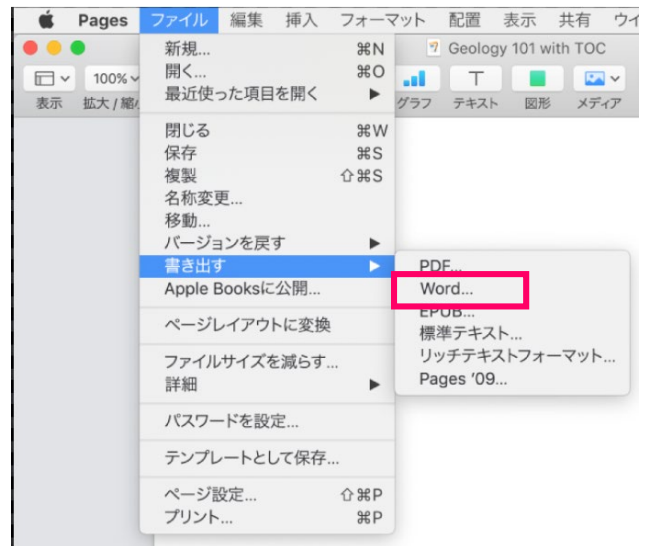 Pages ファイル 編集 挿入 フォーマット 配置 表示 共有 ウイ
Geology 101 with TOC
100%
表示 拡大 / 縮 グラフ テキスト 図形 メディア
新規... ⌘N
開く... ⌘O
最近使った項目を開く ▶
閉じる ⌘W
保存 ⌘S
複製 ⇧⌘S
名称変更...
移動...
バージョンを戻す ▶
書き出す ▶
Apple Booksに公開...
ページレイアウトに変換
ファイルサイズを減らす...
詳細 ▶
パスワードを設定...
テンプレートとして保存...
ページ設定... ⇧⌘P
プリント... ⌘P
PDF...
Word...
EPUB...
標準テキスト...
リッチテキストフォーマット...
Pages ’09...